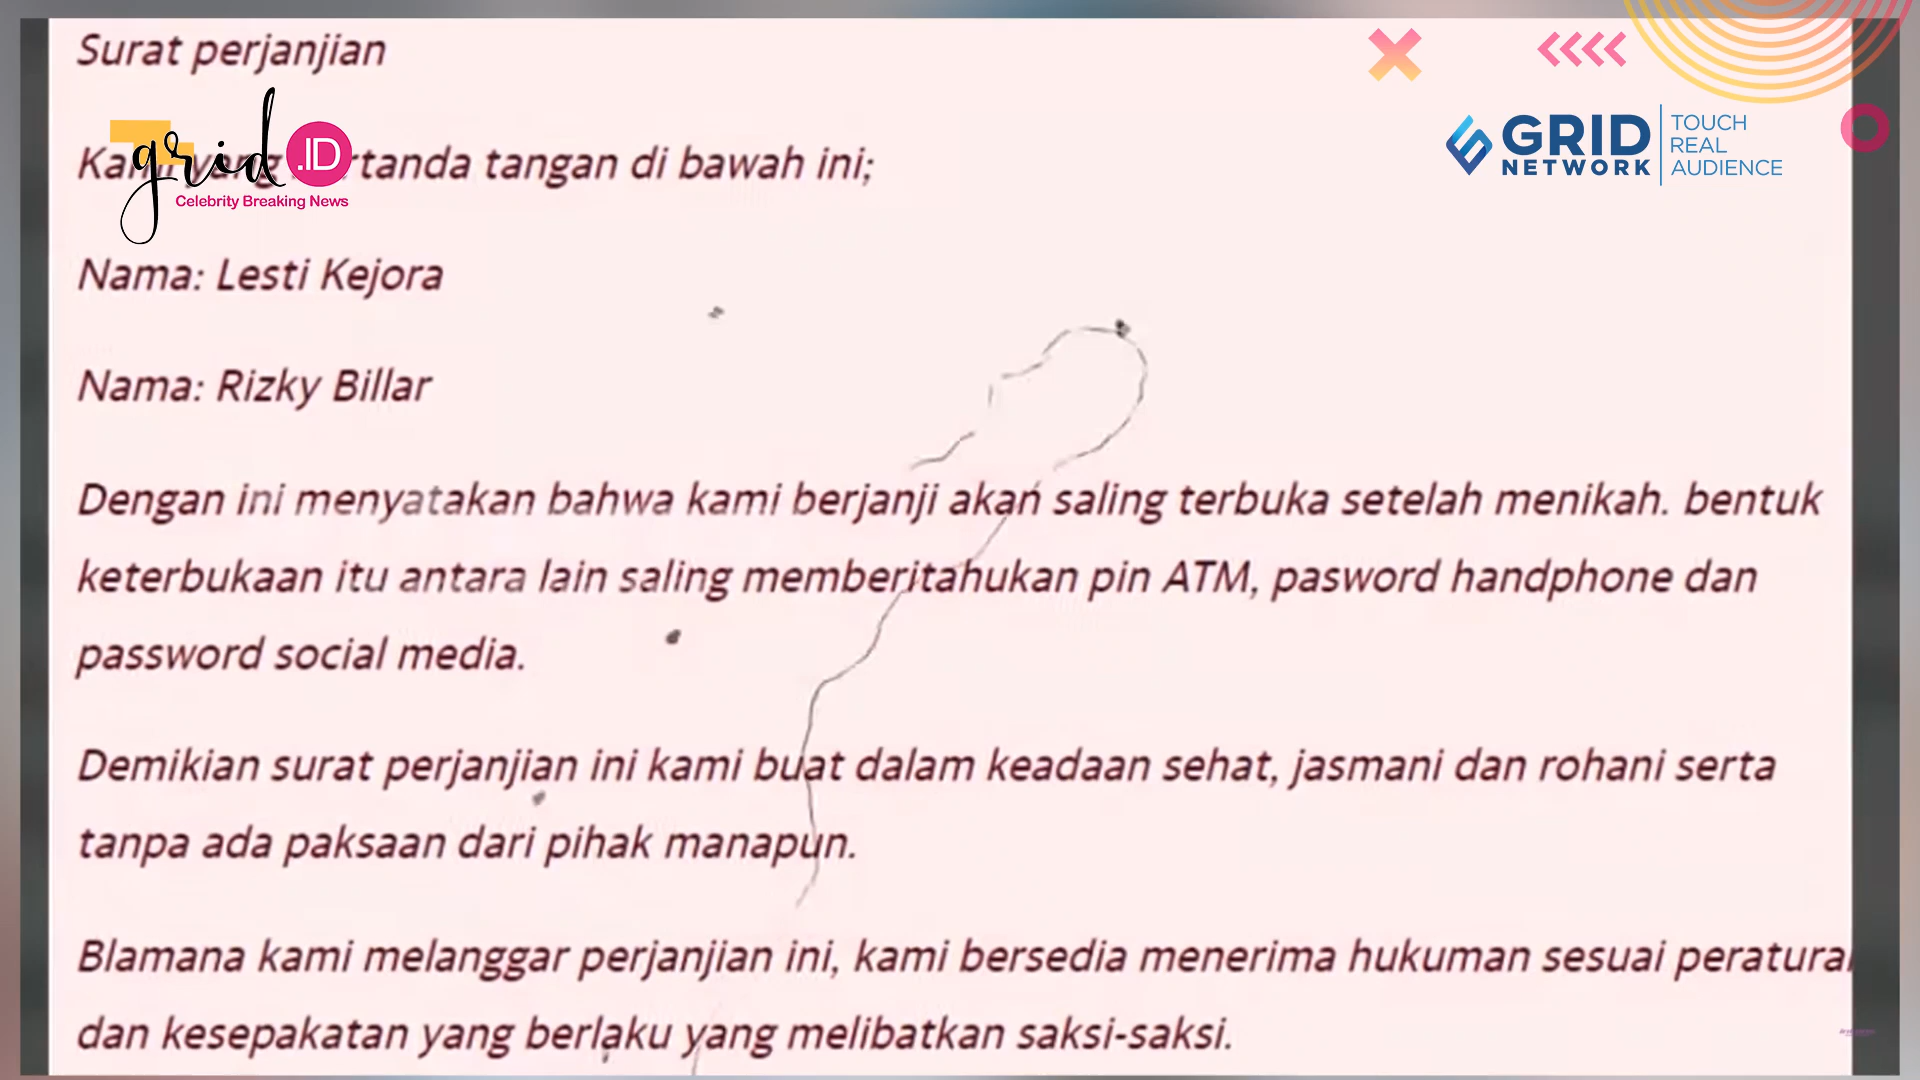 Surat perjanjian
grid .ID
Celebrity Breaking News
GRID
NETWORK
TOUCH
REAL
AUDIENCE
tanda tangan di bawah ini;
Nama: Lesti Kejora
Nama: Rizky Billar
Dengan ini menyatakan bahwa kami berjanji akan saling terbuka setelah menikah. bentuk
keterbukaan itu antara lain saling memberitahukan pin ATM, pasword handphone dan
password social media.
Demikian surat perjanjian ini kami buat dalam keadaan sehat, jasmani dan rohani serta
tanpa ada paksaan dari pihak manapun.
Blamana kami melanggar perjanjian ini, kami bersedia menerima hukuman sesuai
dan kesepakatan yang berlaku yang melibatkan saksi-saksi.